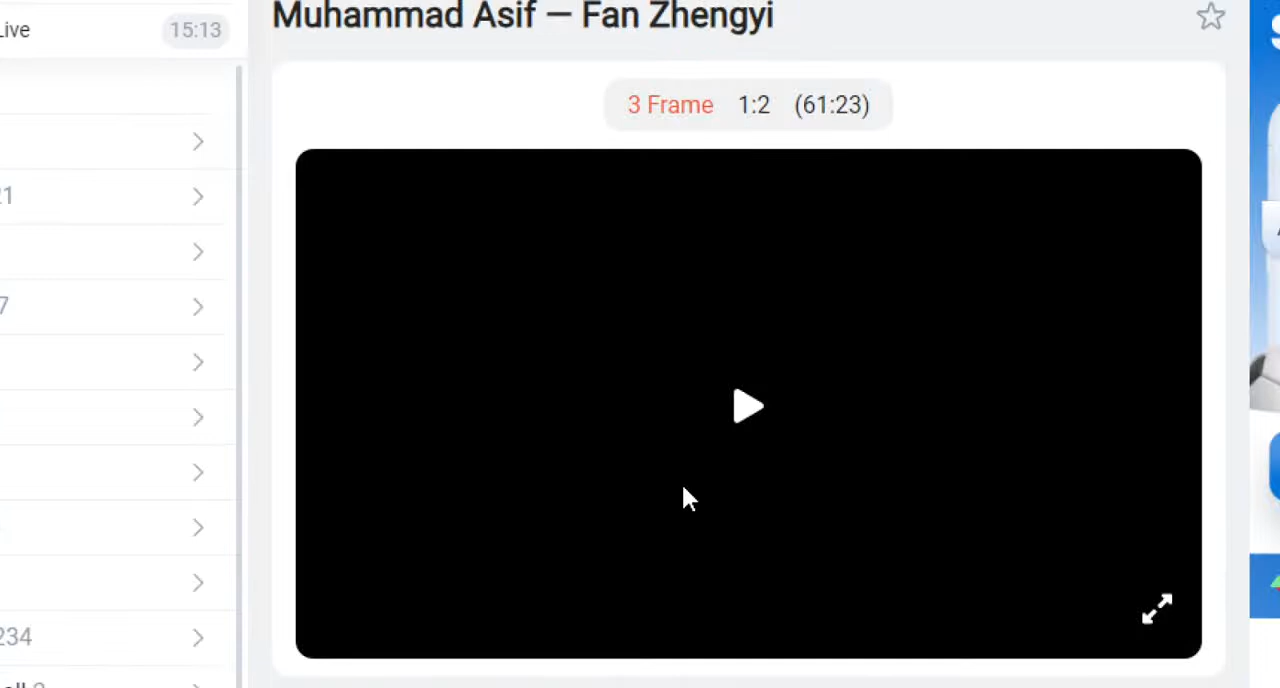 Live
15:13
Muhammad Asif — Fan Zhengyi
3 Frame 1:2 (61:23)
21
7
234